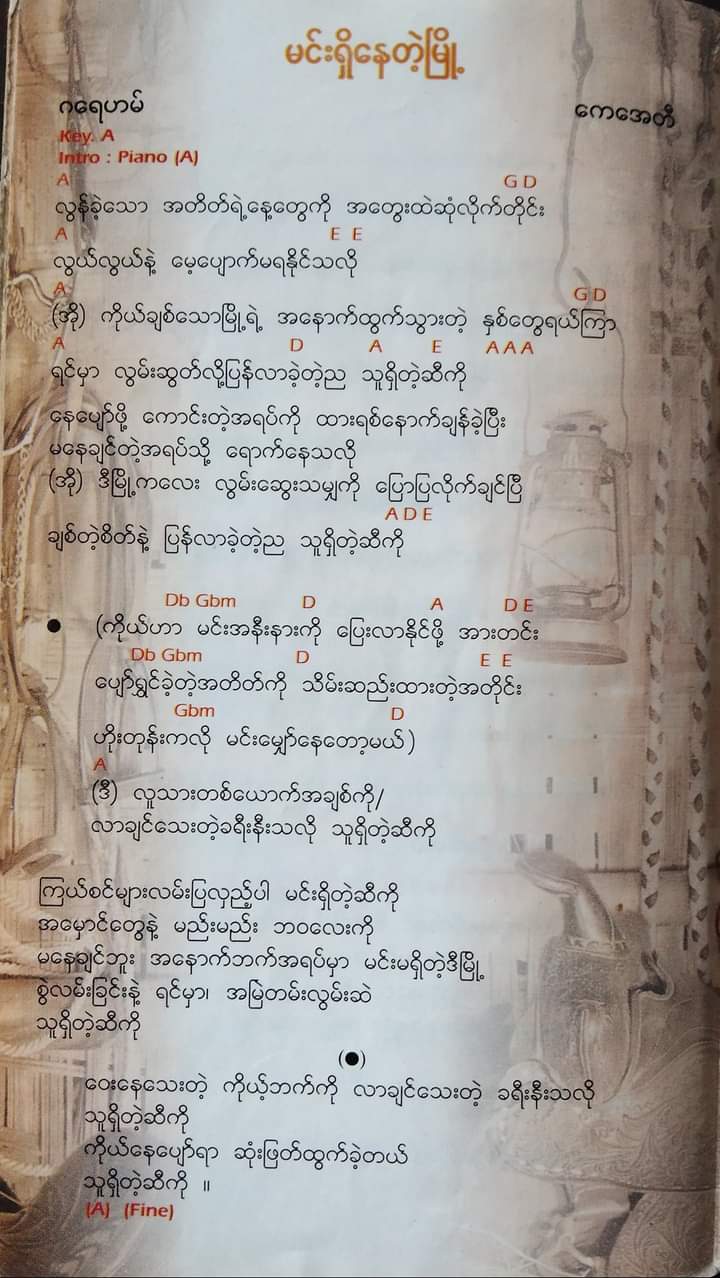 မင်းရှိနေတဲ့မြို့
ဂရေဟမ်
ကေအေတီ
Key. A
Intro : Piano (A)
A G D
လွန်ခဲ့သော အတိတ်ရဲ့နေ့တွေကို အတွေးထဲဆုံလိုက်တိုင်း
A E E
လွယ်လွယ်နဲ့ မေ့ပျောက်မရနိုင်သလို
A G D
(အို) ကိုယ်ချစ်သောမြို့ရဲ့ အနောက်ထွက်သွားတဲ့ နှစ်တွေရယ်ကြာ
A D A E A A A
ရင်မှာ လွမ်းဆွတ်လို့ပြန်လာခဲ့တဲ့ည သူရှိတဲ့ဆီကို
နေပျော်ဖို့ ကောင်းတဲ့အရပ်ကို ထားရစ်နောက်ချန်ခဲ့ပြီး
မနေချင်တဲ့အရပ်သို့ ရောက်နေသလို
(အို) ဒီမြို့ကလေး လွမ်းဆွေးသမျှကို ပြောပြလိုက်ချင်ပြီ
A D E
ချစ်တဲ့စိတ်နဲ့ ပြန်လာခဲ့တဲ့ည သူရှိတဲ့ဆီကို
Db Gbm D A D E
● (ကိုယ်ဟာ မင်းအနီးနားကို ပြေးလာနိုင်ဖို့ အားတင်း
Db Gbm D E E
ပျော်ရွှင်ခဲ့တဲ့အတိတ်ကို သိမ်းဆည်းထားတဲ့အတိုင်း
Gbm D
ဟိုးတုန်းကလို မင်းမျှော်နေတော့မယ်)
A
(ဒီ) လူသားတစ်ယောက်အချစ်ကို/
လာချင်သေးတဲ့ခရီးနီးသလို သူရှိတဲ့ဆီကို
ကြယ်စင်များလမ်းပြလှည့်ပါ မင်းရှိတဲ့ဆီကို
အမှောင်တွေနဲ့ မည်းမည်း ဘဝလေးကို
မနေချင်ဘူး အနောက်ဘက်အရပ်မှာ မင်းမရှိတဲ့ဒီမြို့
စွဲလမ်းခြင်းနဲ့ ရင်မှာ၊ အမြဲတမ်းလွမ်းဆဲ
သူရှိတဲ့ဆီကို
(●)
ဝေးနေသေးတဲ့ ကိုယ့်ဘက်ကို လာချင်သေးတဲ့ ခရီးနီးသလို
သူရှိတဲ့ဆီကို
ကိုယ်နေပျော်ရာ ဆုံးဖြတ်ထွက်ခဲ့တယ်
သူရှိတဲ့ဆီကို ။
(A) (Fine)